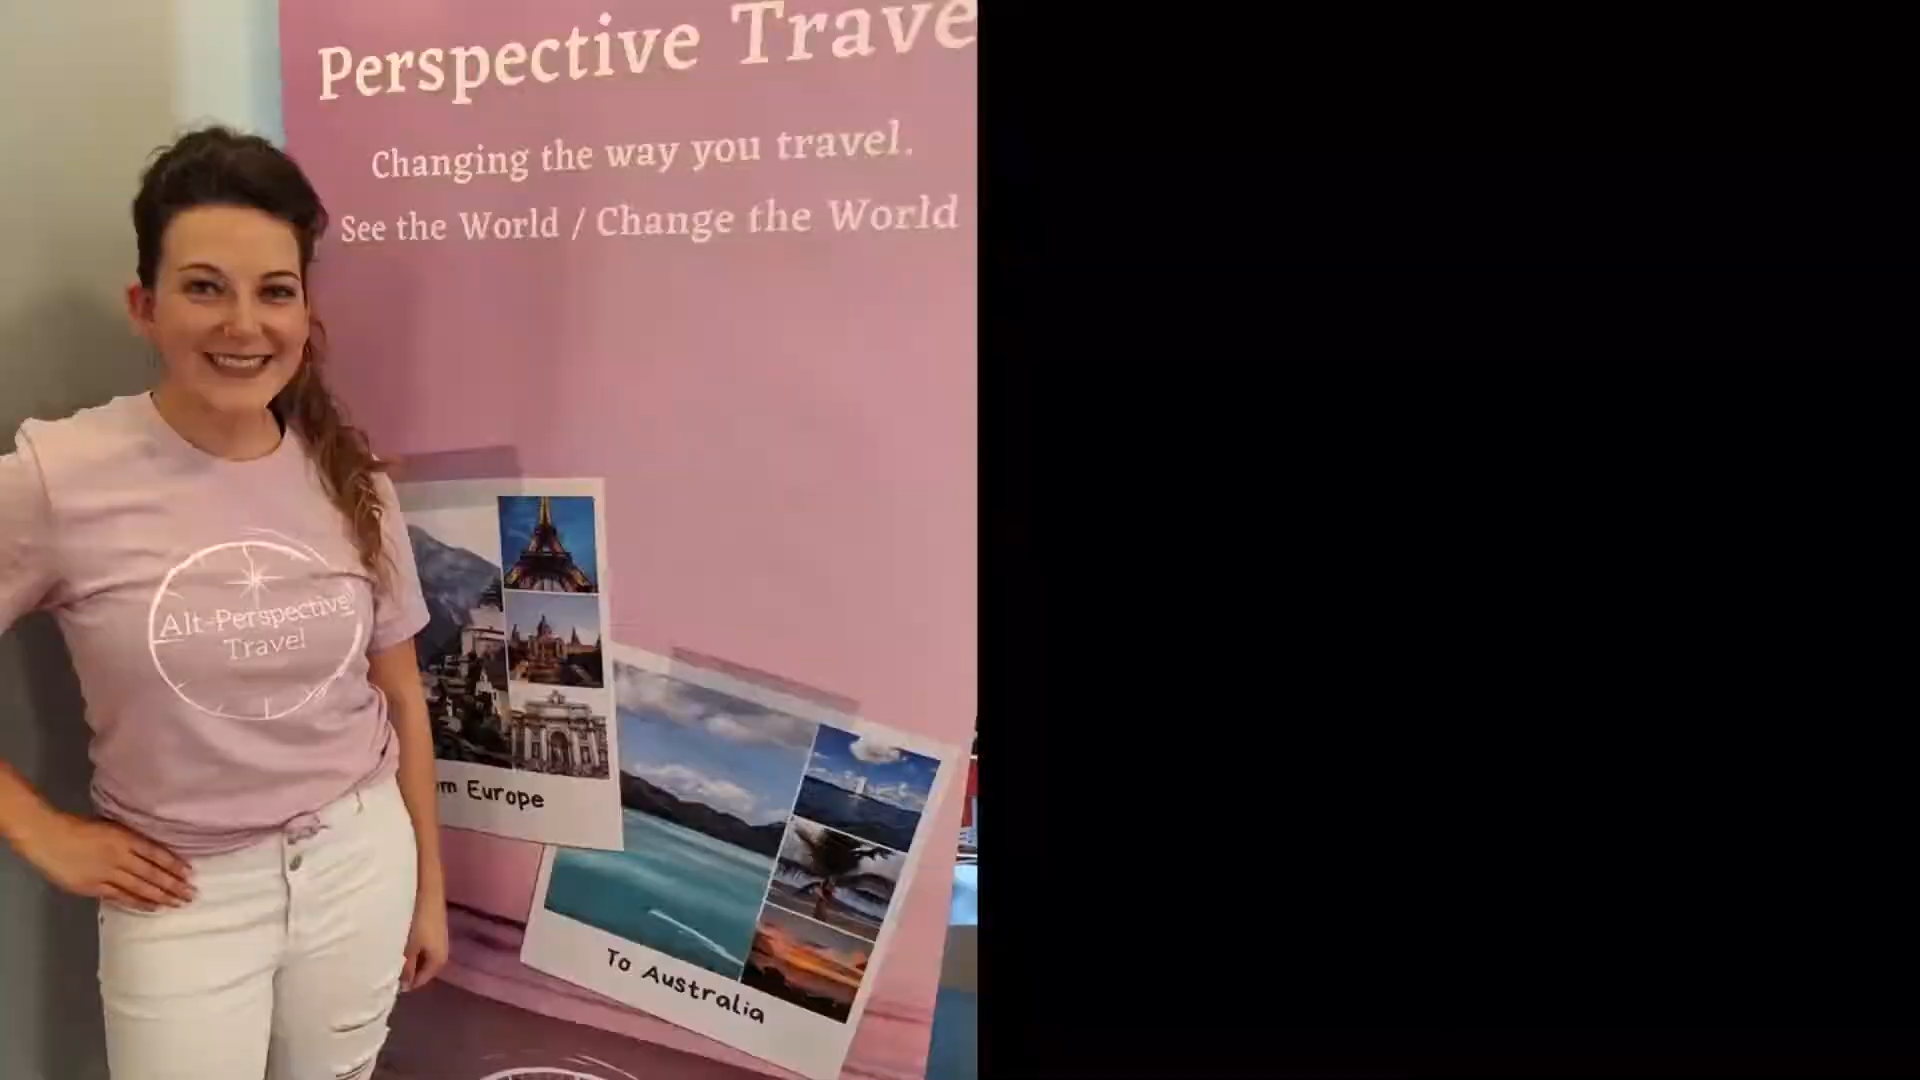 Perspective Trave
Changing the way you travel.
See the World / Change the World
Alt-Perspective
Travel
m Europe
To Australia